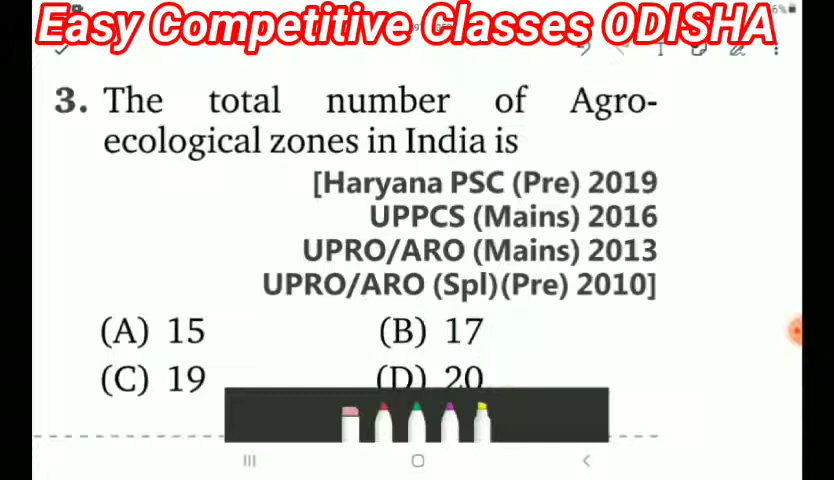 Easy Competitive Classes ODISHA
3. The total number of Agro-
ecological zones in India is
[Haryana PSC (Pre) 2019
UPPCS (Mains) 2016
UPRO/ARO (Mains) 2013
UPRO/ARO (Spl)(Pre) 2010]
(A) 15 (B) 17
(C) 19 (D) 20